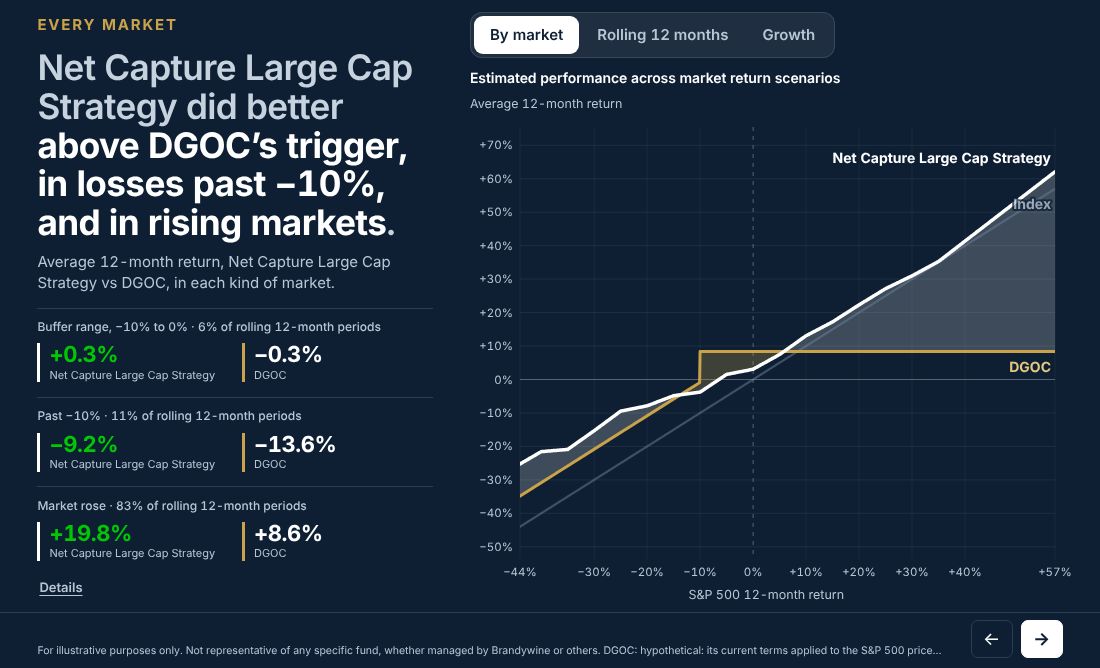 EVERY MARKET
Net Capture Large Cap
Strategy did better
above DGOC’s trigger,
in losses past −10%,
and in rising markets.
Average 12-month return, Net Capture Large Cap
Strategy vs DGOC, in each kind of market.
Buffer range, −10% to 0% · 6% of rolling 12-month periods
+0.3%
Net Capture Large Cap Strategy
−0.3%
DGOC
Past −10% · 11% of rolling 12-month periods
−9.2%
Net Capture Large Cap Strategy
−13.6%
DGOC
Market rose · 83% of rolling 12-month periods
+19.8%
Net Capture Large Cap Strategy
+8.6%
DGOC
Details
By market
Rolling 12 months
Growth
Estimated performance across market return scenarios
Average 12-month return
+70%
+60%
+50%
+40%
+30%
+20%
+10%
0%
−10%
−20%
−30%
−40%
−50%
Net Capture Large Cap Strategy
Index
DGOC
−44%
−30%
−20%
−10%
0%
+10%
+20%
+30%
+40%
+57%
S&P 500 12-month return
For illustrative purposes only. Not representative of any specific fund, whether managed by Brandywine or others. DGOC: hypothetical: its current terms applied to the S&P 500 price…
← →